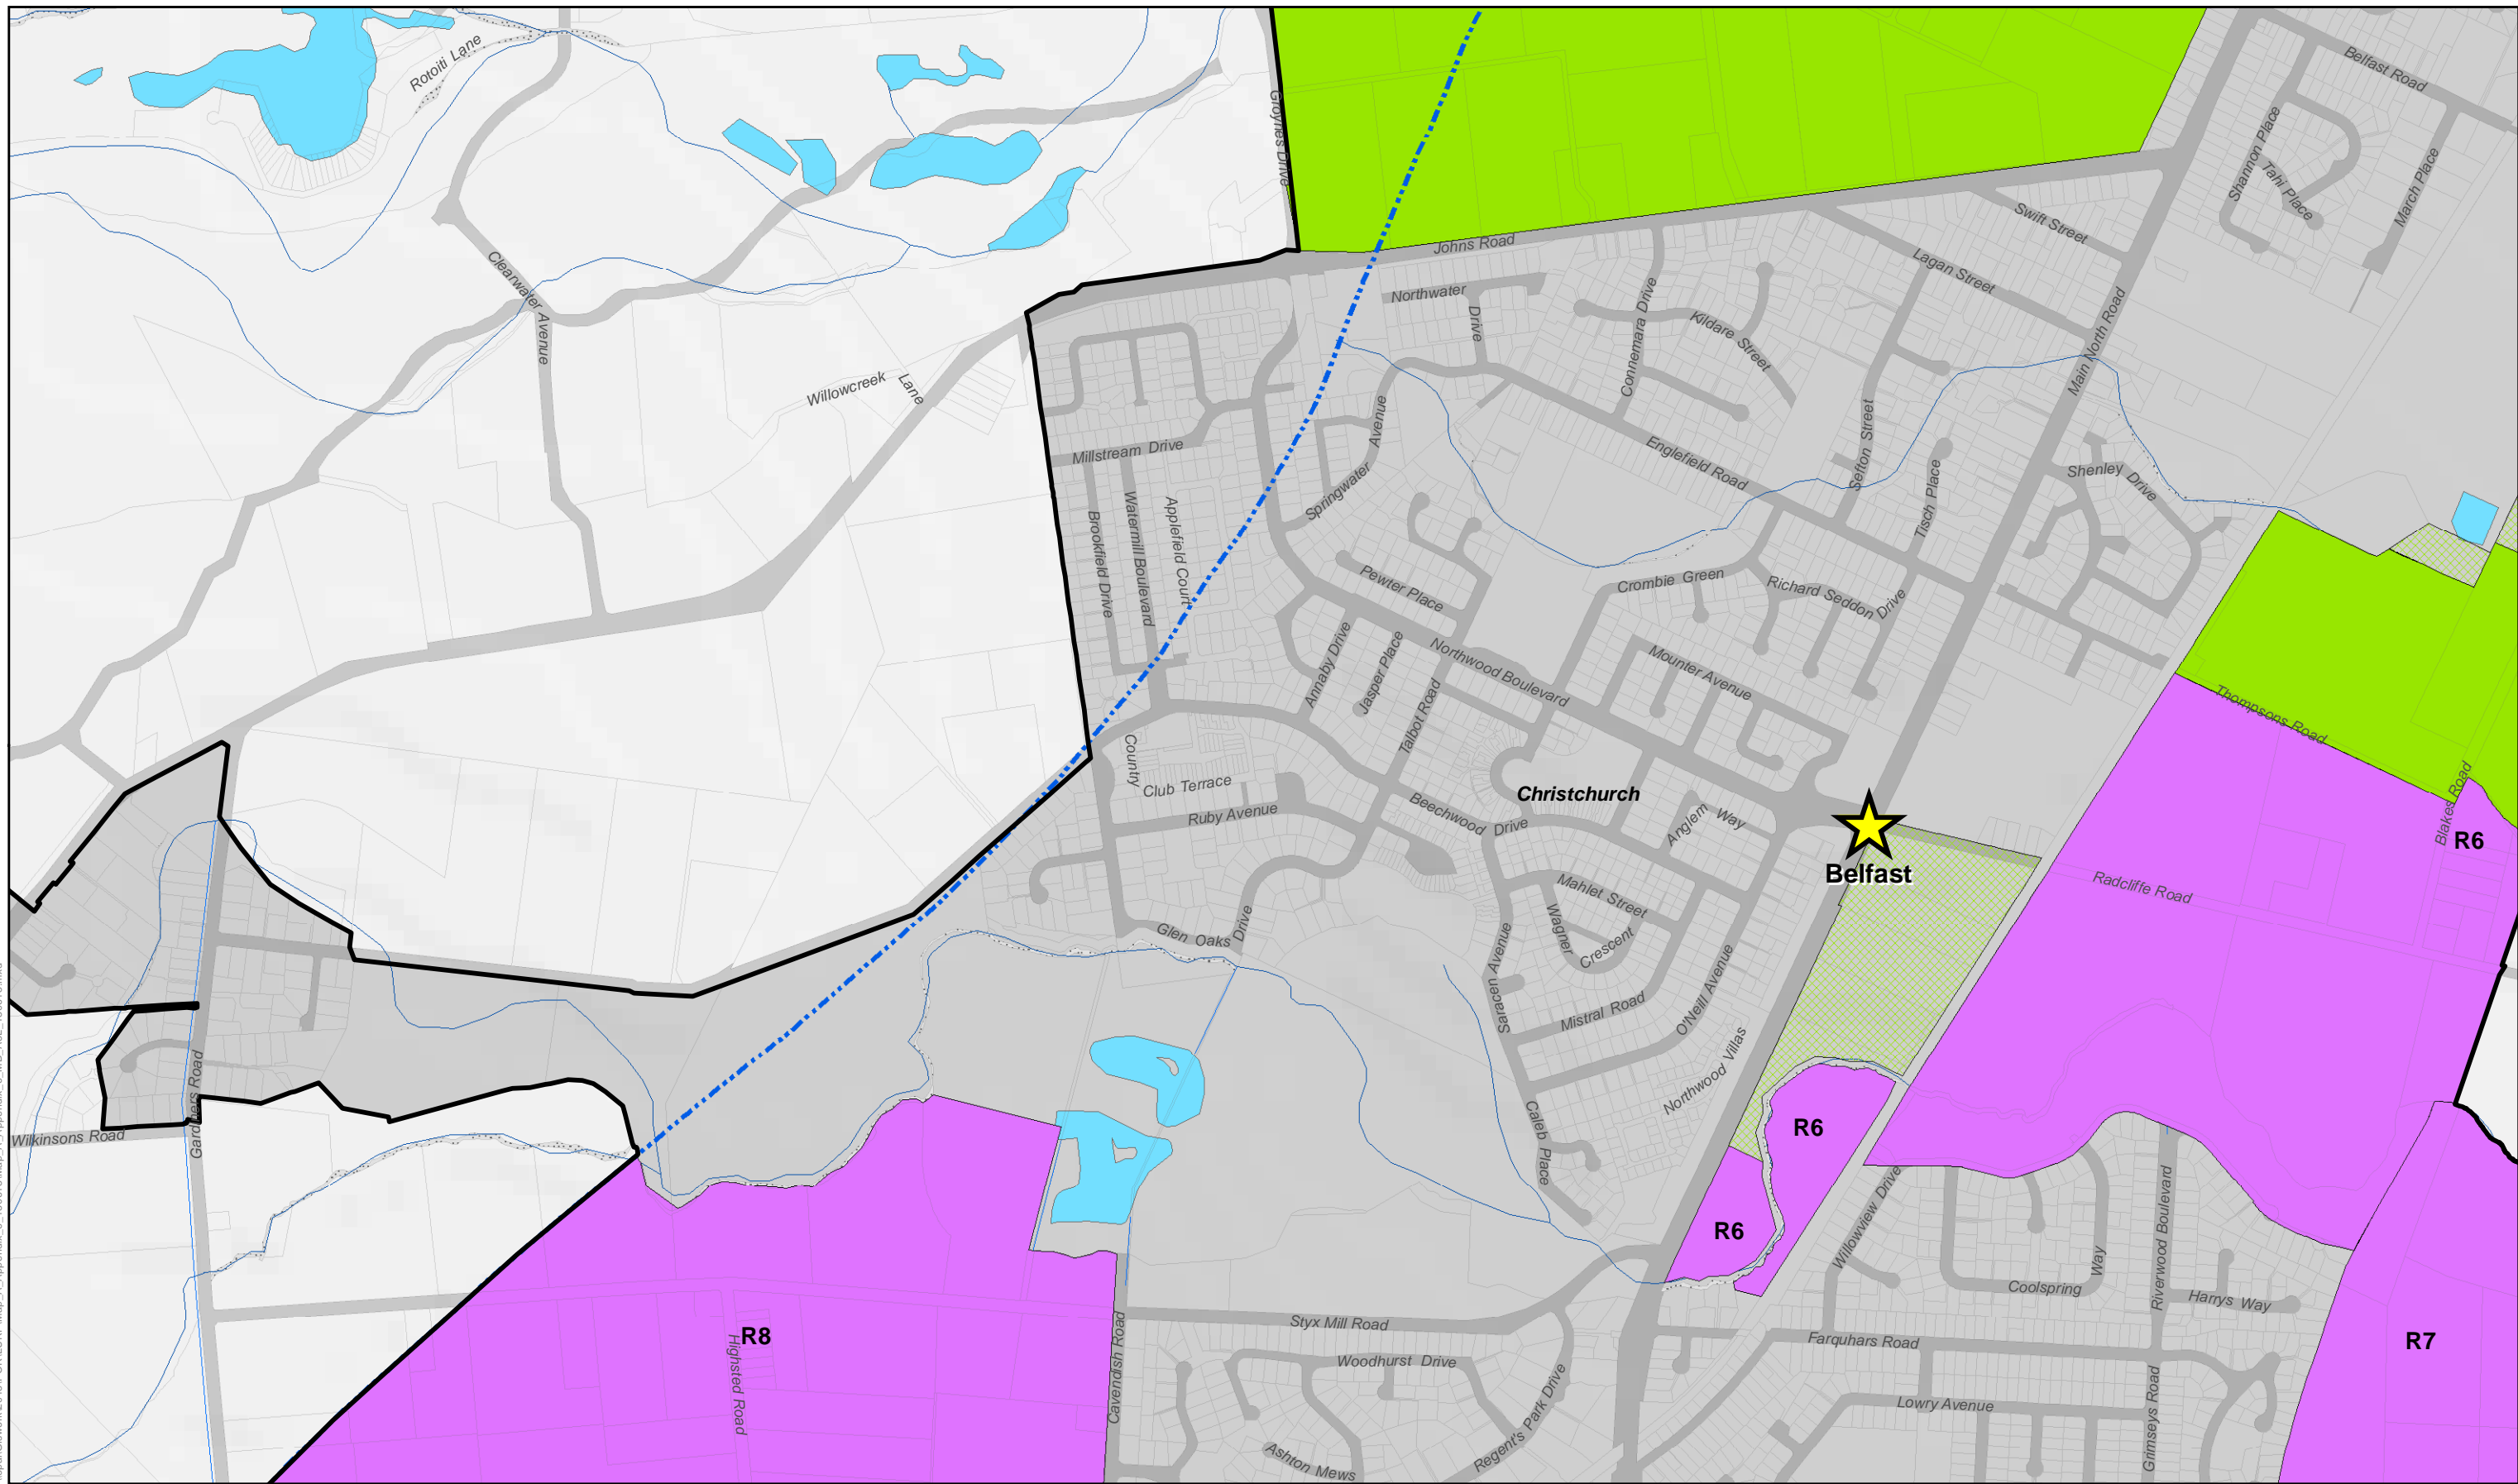 Rotoiti Lane
Groynes Drive
Belfast Road
Shannon Place
Tahi Place
March Place
Swift Street
Lagan Street
Johns Road
Clearwater
Avenue
Northwater
Drive
Connemara Drive
Kildare Street
Main North Road
Willowcreek
Lane
Millstream Drive
Avenue
Springwater
Englefield Road
Sefton Street
Tisch Place
Shenley Drive
Brookfield Drive
Watermill Boulevard
Applefield Court
Pewter Place
Crombie Green
Richard Seddon Drive
Annaby Drive
Jasper Place
Northwood Boulevard
Mounter Avenue
Talbot Road
Thompsons Road
Country
Club Terrace
Ruby Avenue
Beechwood Drive
Christchurch
Anglem Way
Blakes Road
R6
Belfast
Radcliffe Road
Mahlet Street
Wagner
Crescent
Glen Oaks
Drive
Saracen Avenue
Mistral Road
O'Neill Avenue
Northwood Villas
Gardiners Road
Wilkinsons Road
Caleb Place
R6
R6
Willowview Drive
Riverwood Boulevard
Way
Coolspring
Harrys Way
R8
Highsted Road
Cavendish Road
Styx Mill Road
Farquhars Road
R7
Woodhurst Drive
Regent's Park Drive
Lowry Avenue
Grimseys Road
Ashton Mews